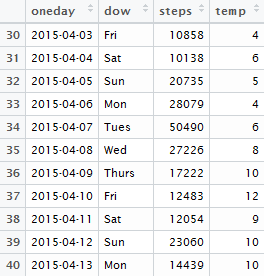 oneday dow steps temp
30 2015-04-03 Fri 10858 4
31 2015-04-04 Sat 10138 6
32 2015-04-05 Sun 20735 5
33 2015-04-06 Mon 28079 4
34 2015-04-07 Tues 50490 6
35 2015-04-08 Wed 27226 8
36 2015-04-09 Thurs 17222 10
37 2015-04-10 Fri 12483 12
38 2015-04-11 Sat 12054 9
39 2015-04-12 Sun 23060 10
40 2015-04-13 Mon 14439 10